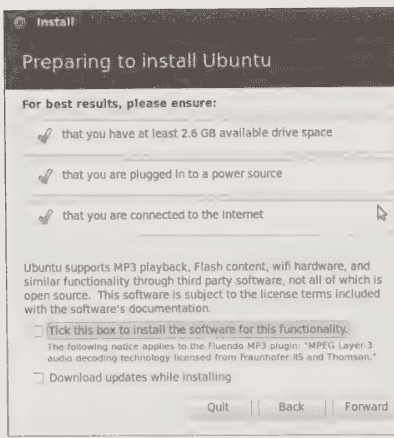 Install
Preparing to install Ubuntu
For best results, please ensure:
that you have at least 2.6 GB available drive space
that you are plugged in to a power source
that you are connected to the Internet
Ubuntu supports MP3 playback, Flash content, wifi hardware, and
similar functionality through third party software, not all of which is
open source. This software is subject to the license terms included
with the software's documentation.
Tick this box to install the software for this functionality.
The following notice applies to the Fluendo MP3 plugin: "MPEG Layer-3
audio decoding technology licensed from Fraunhofer IIS and Thomson."
Download updates while installing
Quit Back Forward